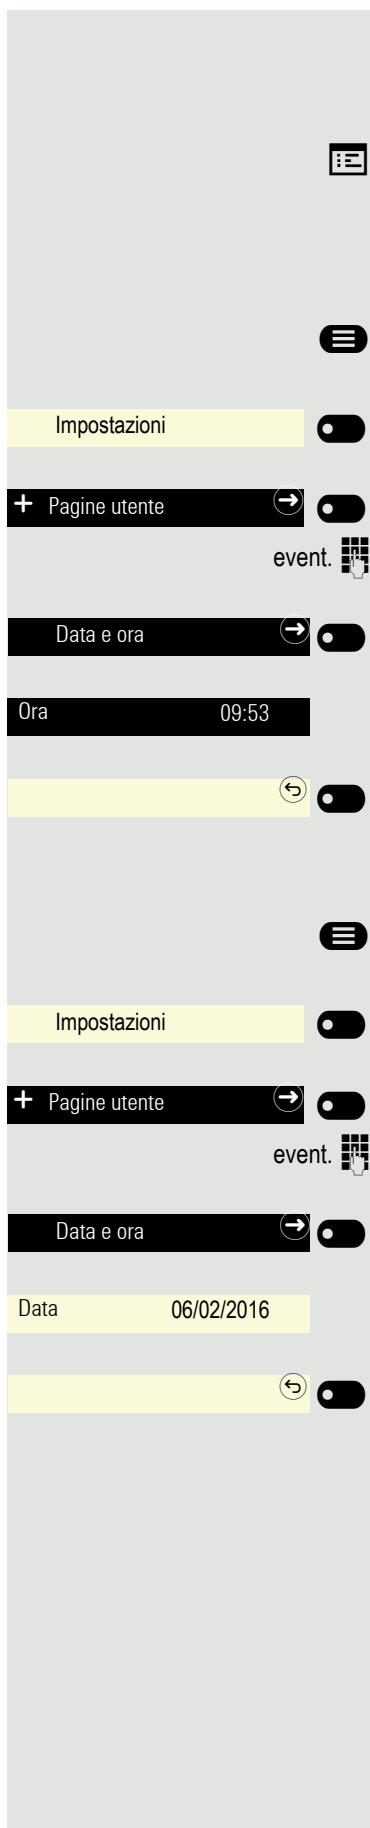 Impostazioni
+ Pagine utente
event.
Data e ora
Ora 09:53
Impostazioni
+ Pagine utente
event.
Data e ora
Data 06/02/2016